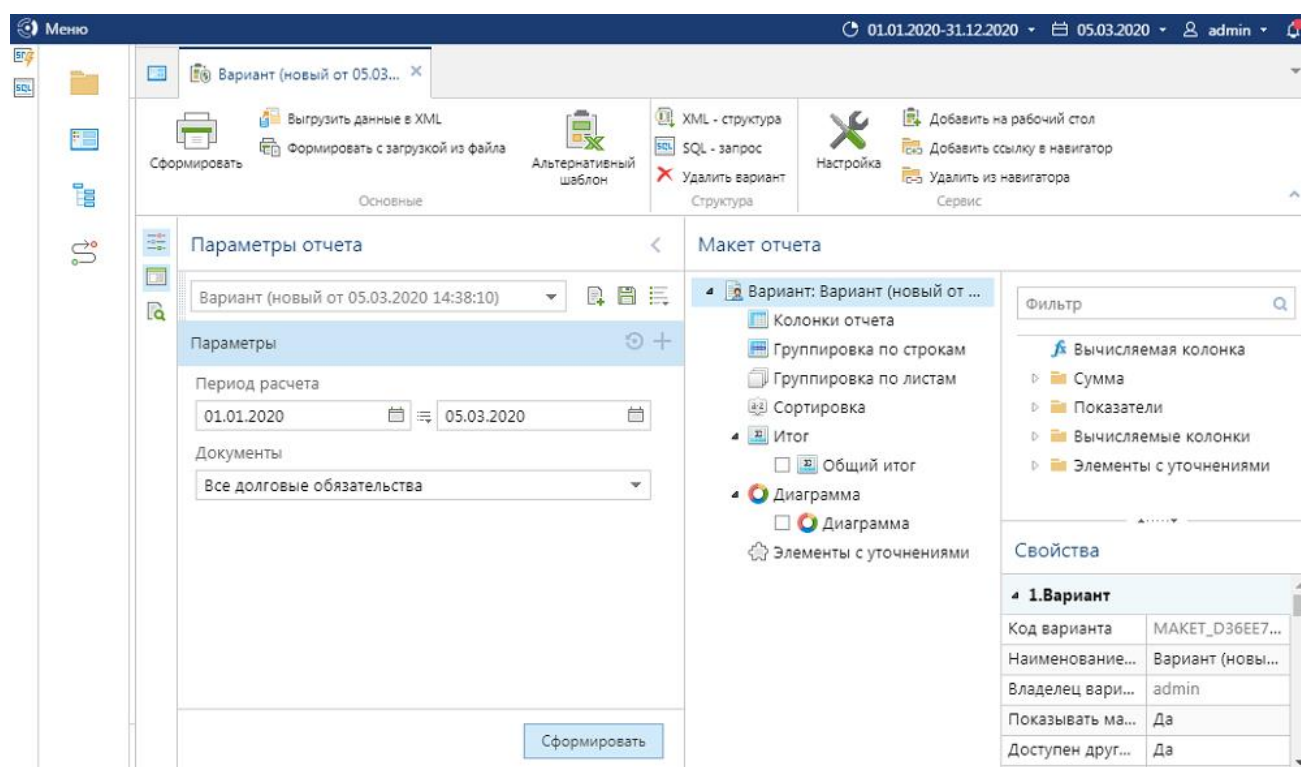 Меню 01.01.2020-31.12.2020 05.03.2020 admin
SQL
Вариант (новый от 05.03...
Сформировать
Выгрузить данные в XML
Формировать с загрузкой из файла
Альтернативный
шаблон
Основные
XML - структура
SQL - запрос
Удалить вариант
Структура
Настройка
Добавить на рабочий стол
Добавить ссылку в навигатор
Удалить из навигатора
Сервис
Параметры отчета
Вариант (новый от 05.03.2020 14:38:10)
Параметры
Период расчета
01.01.2020 05.03.2020
Документы
Все долговые обязательства
Сформировать
Макет отчета
Вариант: Вариант (новый от ...
Колонки отчета
Группировка по строкам
Группировка по листам
Сортировка
Итог
Общий итог
Диаграмма
Диаграмма
Элементы с уточнениями
Фильтр
Вычисляемая колонка
Сумма
Показатели
Вычисляемые колонки
Элементы с уточнениями
Свойства
1.Вариант
Код варианта MAKET_D36EE7...
Наименование... Вариант (новы...
Владелец вари... admin
Показывать ма... Да
Доступен друг... Да